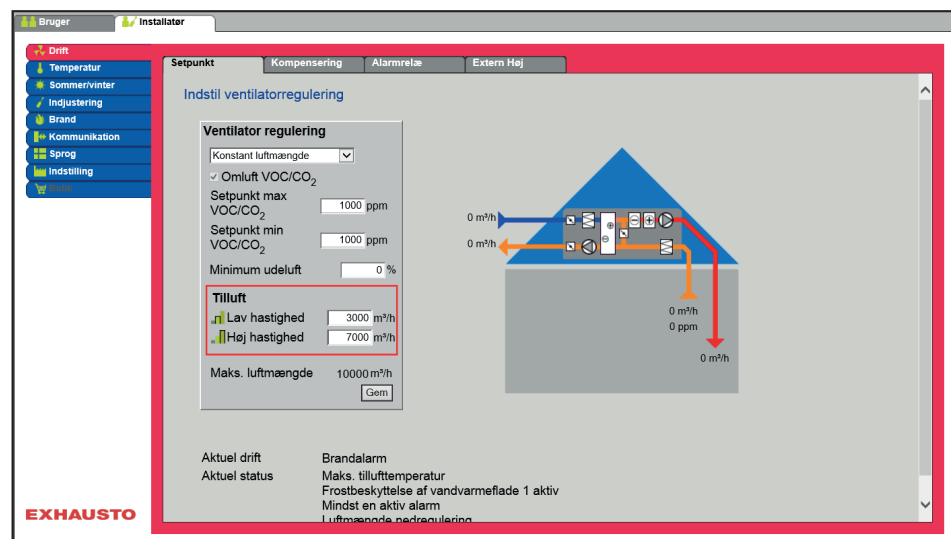 Bruger
Installatør
Drift
Temperatur
Sommer/vinter
Indjustering
Brand
Kommunikation
Sprog
Indstilling
Butik
Setpunkt
Kompensering
Alarmrelæ
Extern Høj
Indstil ventilatorregulering
Ventilator regulering
Konstant luftmængde
Omluft VOC/CO2
Setpunkt max
VOC/CO2 1000 ppm
Setpunkt min
VOC/CO2 1000 ppm
Minimum udeluft 0 %
Tilluft
Lav hastighed 3000 m³/h
Høj hastighed 7000 m³/h
Maks. luftmængde 10000 m³/h
Gem
0 m³/h
0 m³/h
0 m³/h
0 ppm
0 m³/h
Aktuel drift Brandalarm
Aktuel status Maks. tillufttemperatur
Frostbeskyttelse af vandvarmeflade 1 aktiv
Mindst en aktiv alarm
Luftmængde nedregulering
EXHAUSTO